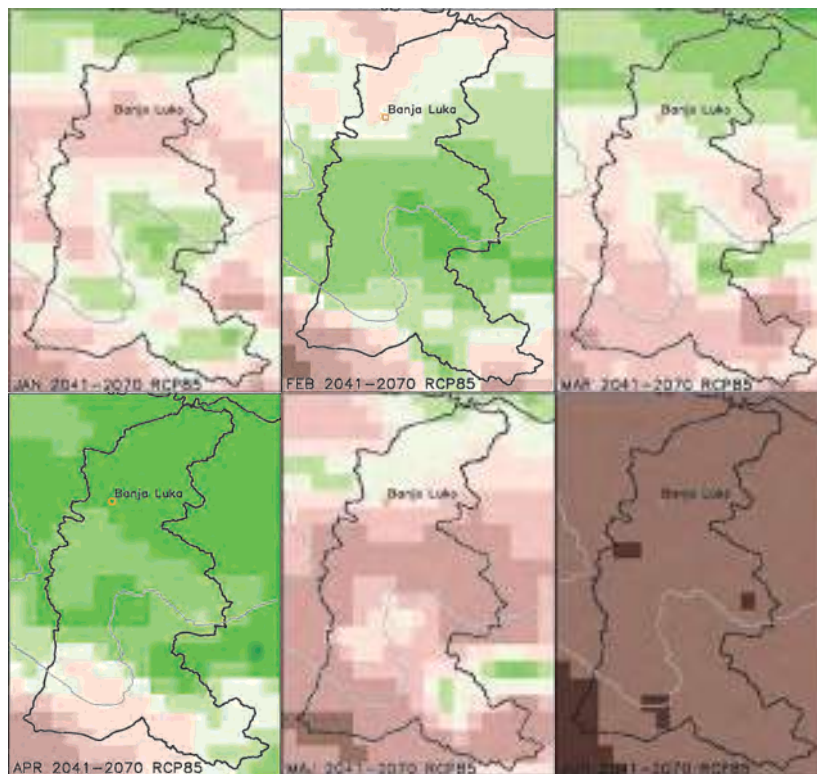 Banja Luka
JAN 2041-2070 RCP85
Banja Luka
FEB 2041-2070 RCP85
Banja Luka
MAR 2041-2070 RCP85
Banja Luka
APR 2041-2070 RCP85
Banja Luka
MAJ 2041-2070 RCP85
Banja Luka
2041-2070 RCP85